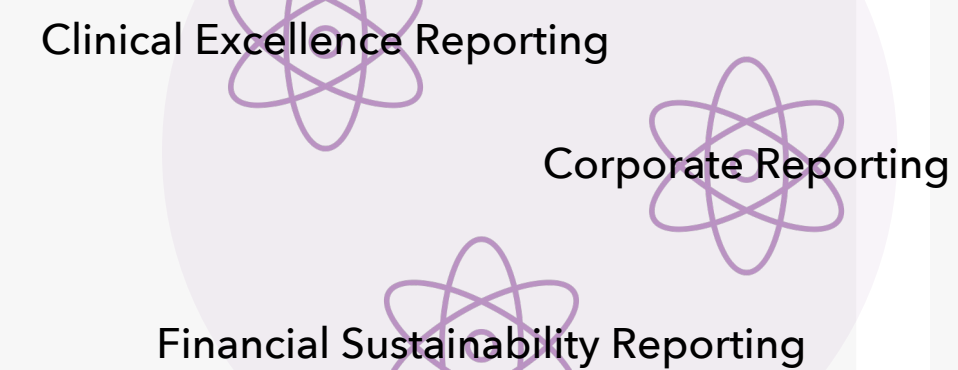 Clinical Excellence Reporting
Corporate Reporting
Financial Sustainability Reporting